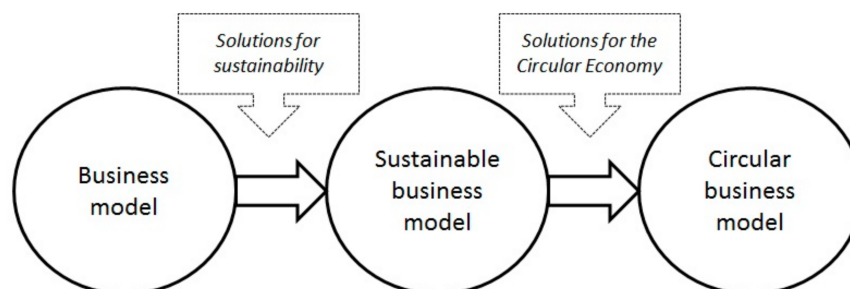 Solutions for
sustainability
Solutions for the
Circular Economy
Business
model
Sustainable
business
model
Circular
business
model